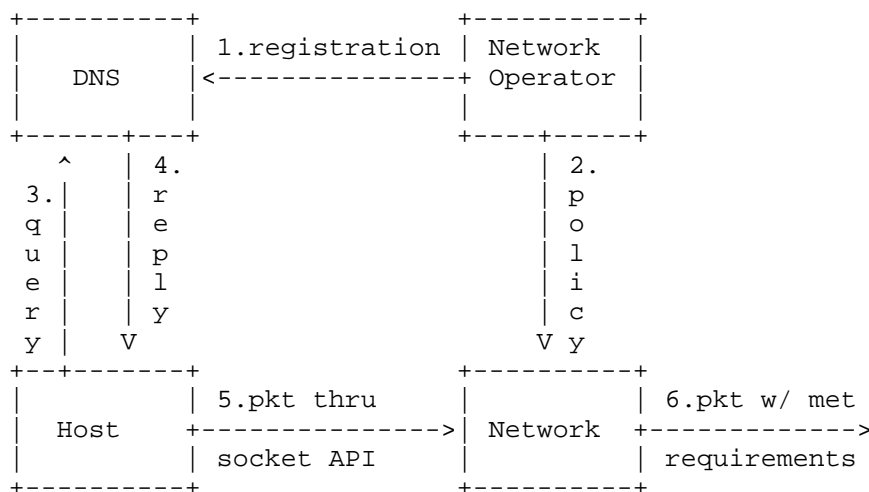 1.registration
Network
Operator
DNS
3.query
4.reply
2.policy
Host
5.pkt thru
socket API
Network
6.pkt w/ met
requirements